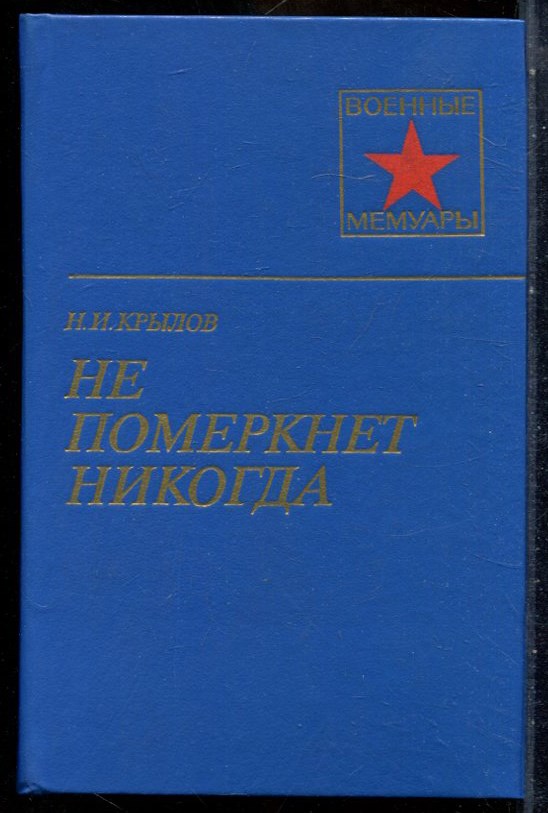 ВОЕННЫЕ
МЕМУАРЫ
Н.И.КРЫЛОВ
НЕ
ПОМЕРКНЕТ
НИКОГДА